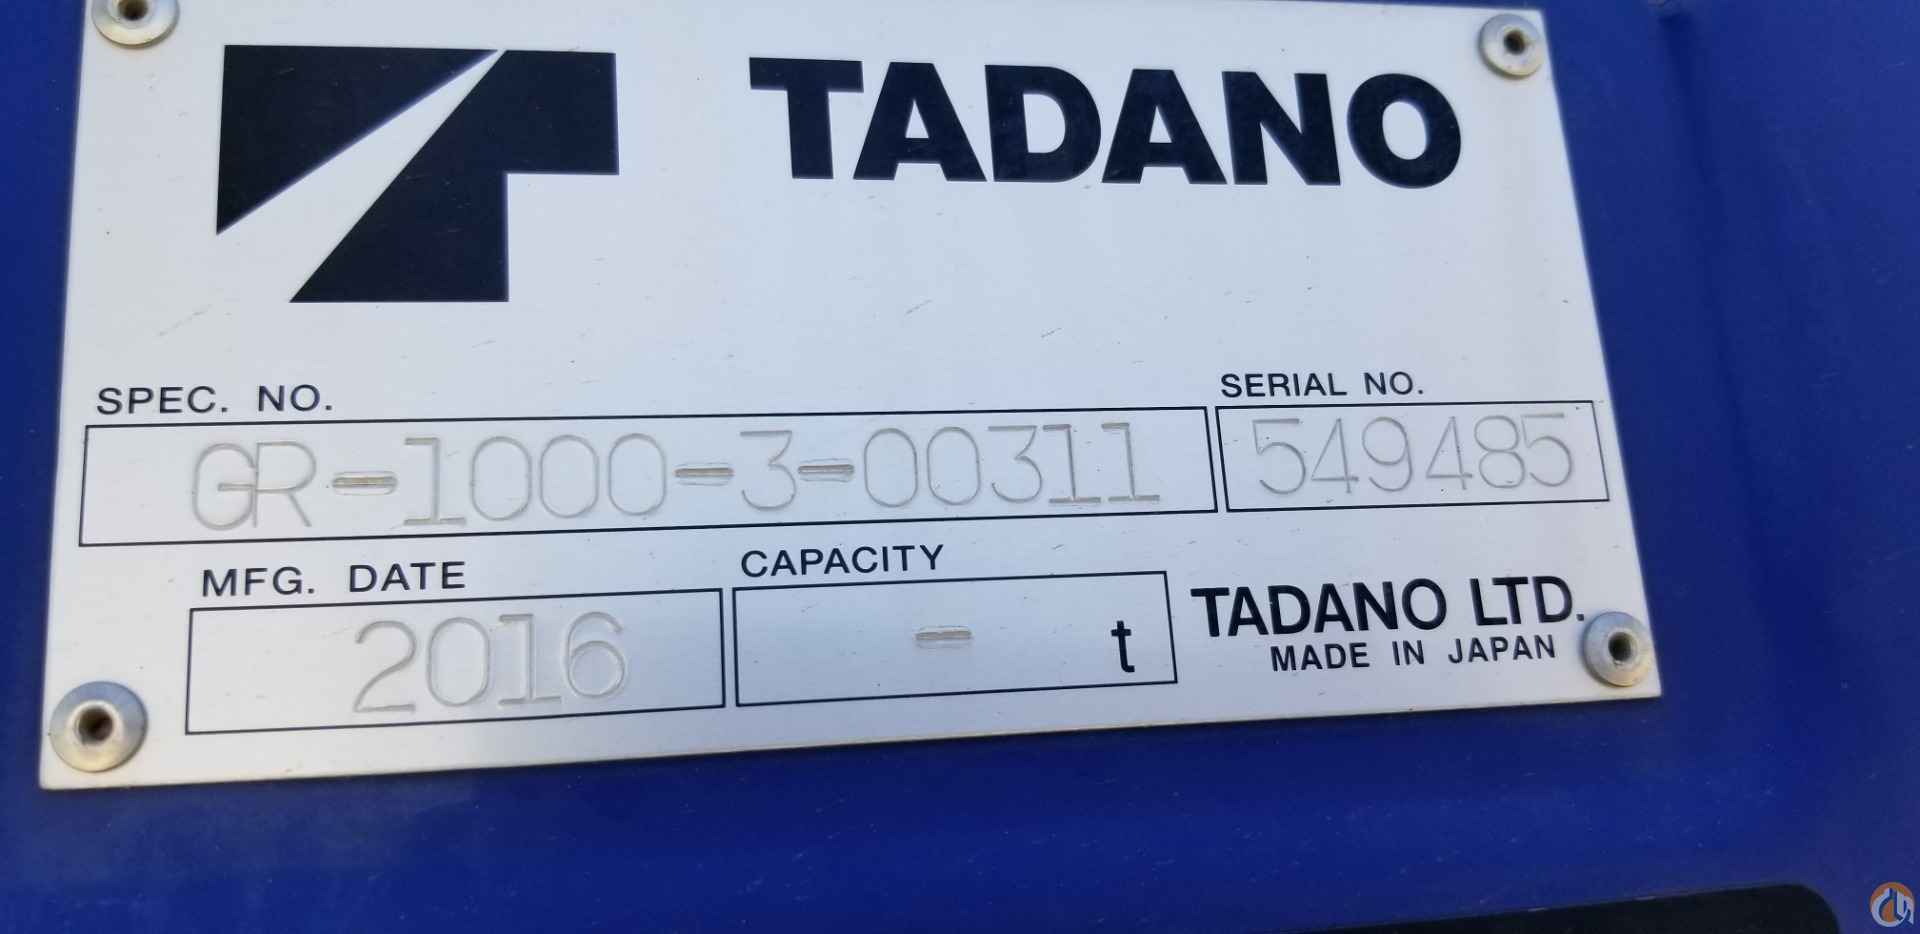 TADANO
SPEC. NO. SERIAL NO.
GR-1000-3-00311 549485
MFG. DATE CAPACITY
2016 - t
TADANO LTD.
MADE IN JAPAN